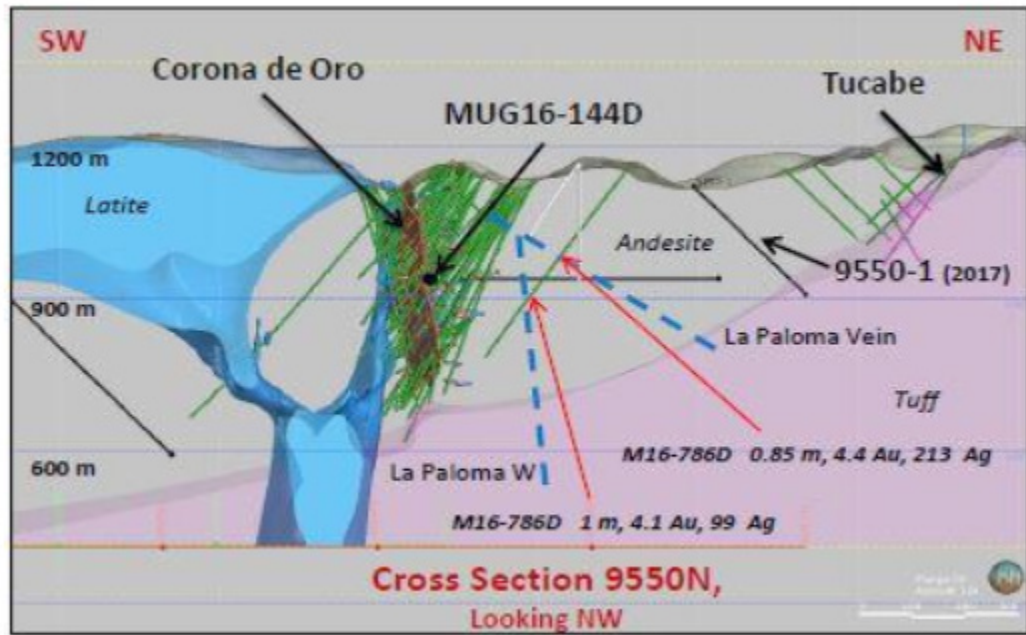 SW
NE
Corona de Oro
Tucabe
MUG16-144D
1200 m
Latite
Andesite
9550-1 (2017)
900 m
La Paloma Vein
Tuff
600 m
M16-786D 0.85 m, 4.4 Au, 213 Ag
La Paloma W
M16-786D 1 m, 4.1 Au, 99 Ag
Cross Section 9550N,
Looking NW